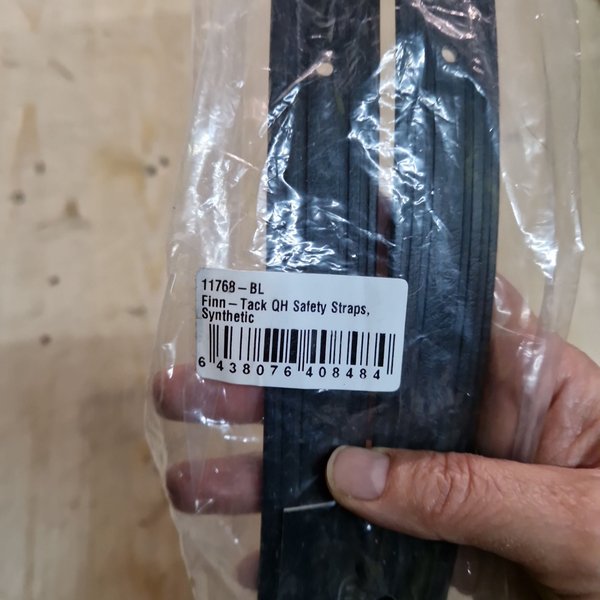 11768-BL
Finn-Tack QH Safety Straps,
Synthetic
6 438076 408484